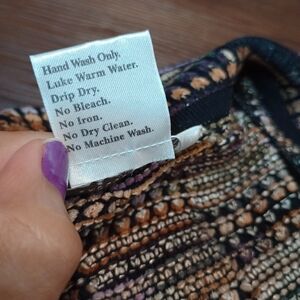 Hand Wash Only.
Luke Warm Water.
Drip Dry.
No Bleach.
No Iron.
No Dry Clean.
No Machine Wash.